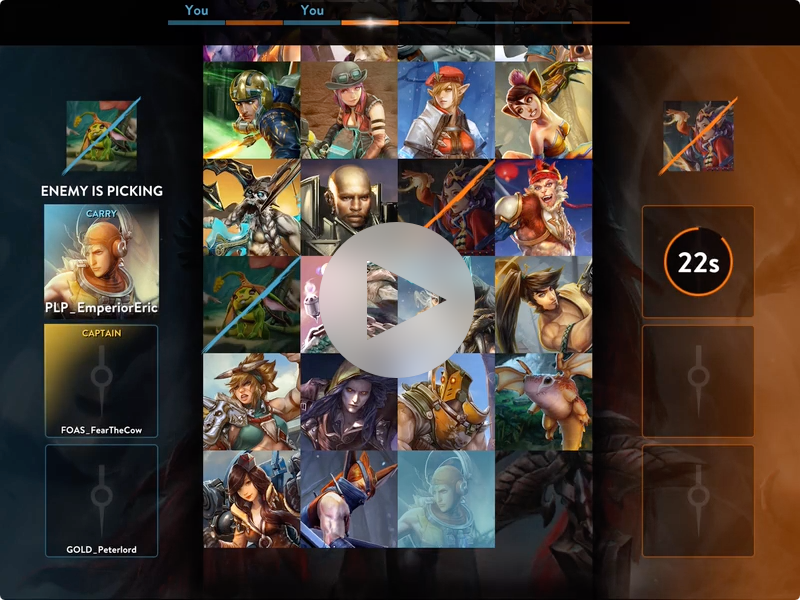 You
You
ENEMY IS PICKING
CARRY
PLP_EmperiorEric
CAPTAIN
FOAS_FearTheCow
GOLD_Peterlord
22s